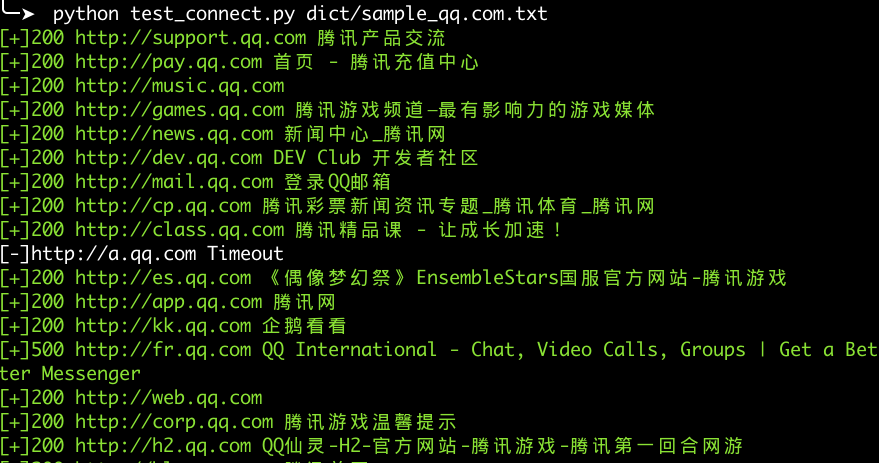 python test_connect.py dict/sample_qq.com.txt
[+]200 http://support.qq.com 腾讯产品交流
[+]200 http://pay.qq.com 首页 - 腾讯充值中心
[+]200 http://music.qq.com
[+]200 http://games.qq.com 腾讯游戏频道—最有影响力的游戏媒体
[+]200 http://news.qq.com 新闻中心_腾讯网
[+]200 http://dev.qq.com DEV Club 开发者社区
[+]200 http://mail.qq.com 登录QQ邮箱
[+]200 http://cp.qq.com 腾讯彩票新闻资讯专题_腾讯体育_腾讯网
[+]200 http://class.qq.com 腾讯精品课 - 让成长加速！
[-]http://a.qq.com Timeout
[+]200 http://es.qq.com 《偶像梦幻祭》EnsembleStars国服官方网站-腾讯游戏
[+]200 http://app.qq.com 腾讯网
[+]200 http://kk.qq.com 企鹅看看
[+]500 http://fr.qq.com QQ International - Chat, Video Calls, Groups | Get a Bet
ter Messenger
[+]200 http://web.qq.com
[+]200 http://corp.qq.com 腾讯游戏温馨提示
[+]200 http://h2.qq.com QQ仙灵-H2-官方网站-腾讯游戏-腾讯第一回合网游